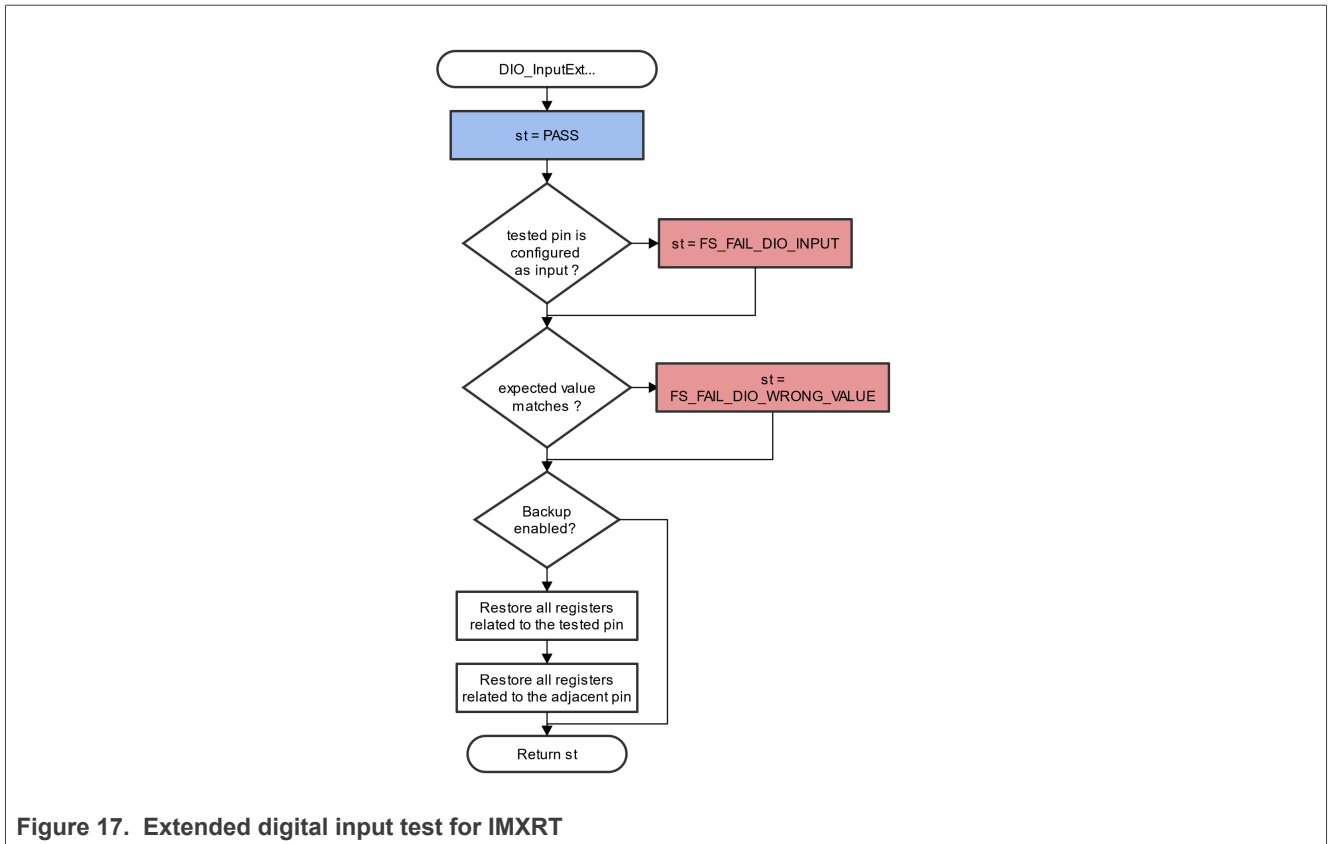 DIO_InputExt...
st = PASS
tested pin is
configured
as input ?
st = FS_FAIL_DIO_INPUT
expected value
matches ?
st =
FS_FAIL_DIO_WRONG_VALUE
Backup
enabled?
Restore all registers
related to the tested pin
Restore all registers
related to the adjacent pin
Return st
Figure 17. Extended digital input test for IMXRT